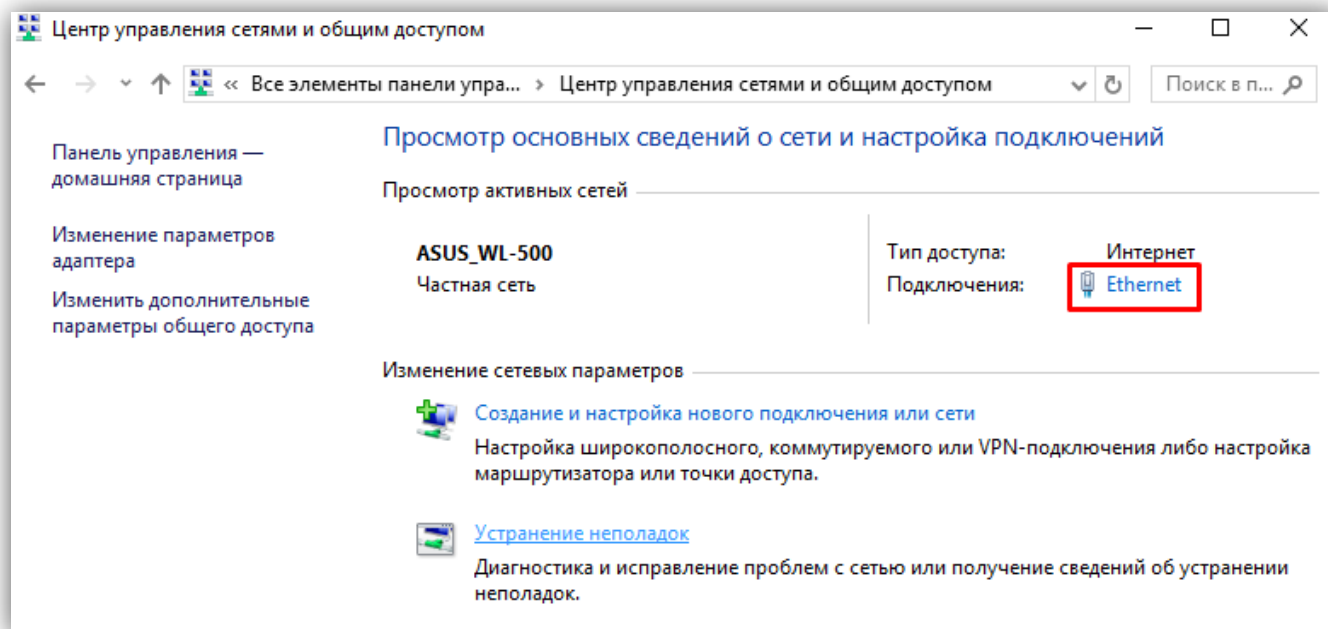 Центр управления сетями и общим доступом
« Все элементы панели упра... › Центр управления сетями и общим доступом
Поиск в п...
Панель управления —
домашняя страница
Изменение параметров
адаптера
Изменить дополнительные
параметры общего доступа
Просмотр основных сведений о сети и настройка подключений
Просмотр активных сетей
ASUS_WL-500
Частная сеть
Тип доступа: Интернет
Подключения: Ethernet
Изменение сетевых параметров
Создание и настройка нового подключения или сети
Настройка широкополосного, коммутируемого или VPN-подключения либо настройка
маршрутизатора или точки доступа.
Устранение неполадок
Диагностика и исправление проблем с сетью или получение сведений об устранении
неполадок.